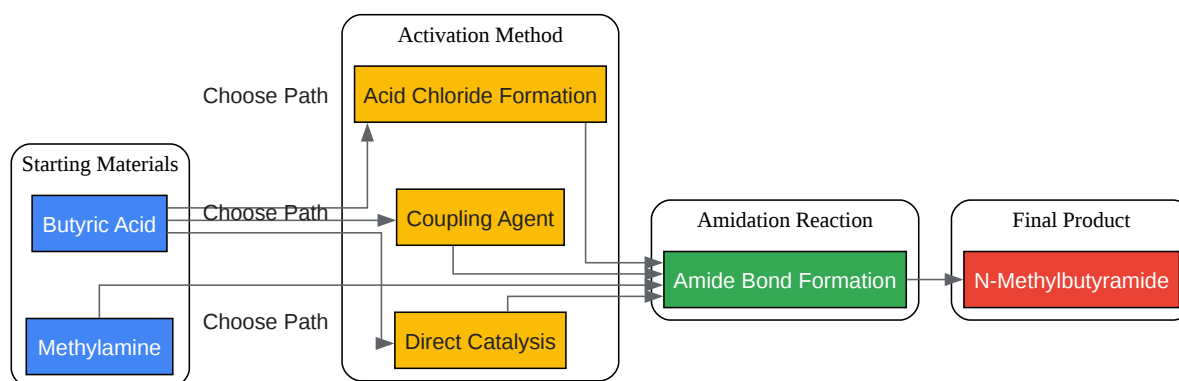 Activation Method
Choose Path
Acid Chloride Formation
Starting Materials
Butyric Acid
Choose Path
Coupling Agent
Amidation Reaction
Final Product
Amide Bond Formation
N-Methylbutyramide
Methylamine
Choose Path
Direct Catalysis